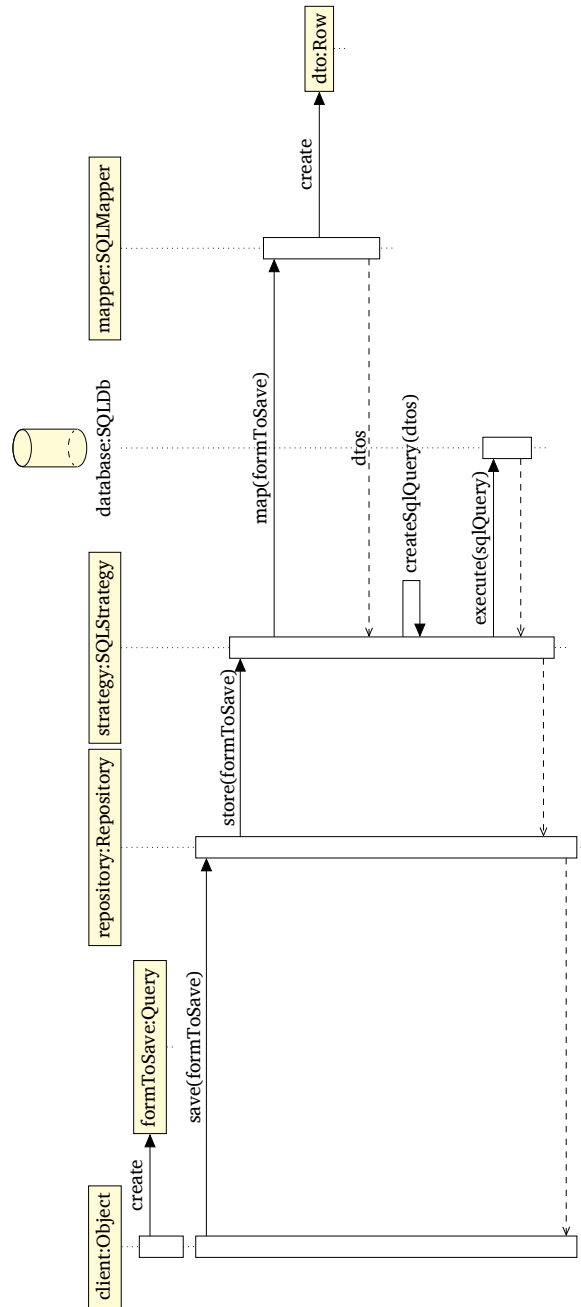 client:Object
create
formToSave:Query
repository:Repository
strategy:SQLStrategy
database:SQLDb
mapper:SQLMapper
save(formToSave)
store(formToSave)
map(formToSave)
create
dto:Row
dtos
createSqlQuery(dtos)
execute(sqlQuery)